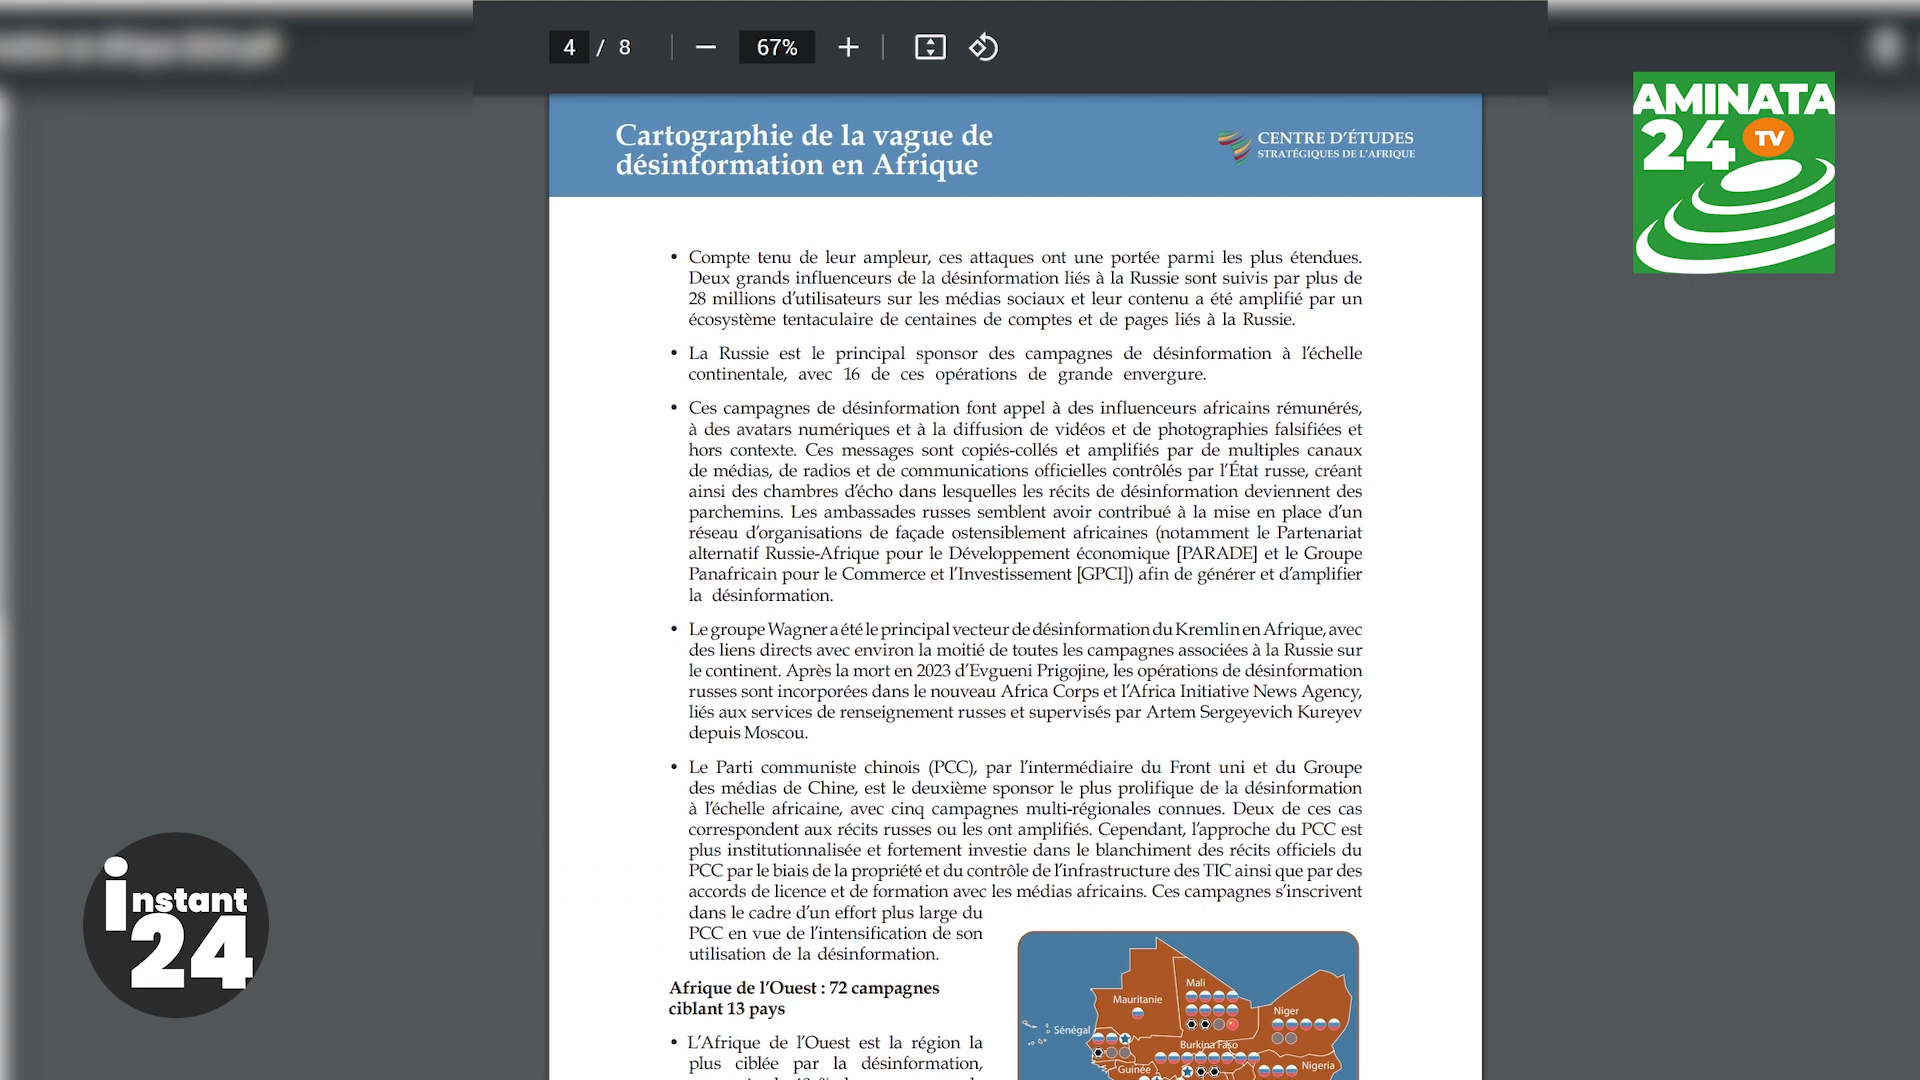 4 / 8
67%
AMINATA
24 TV
Cartographie de la vague de
désinformation en Afrique
CENTRE D'ÉTUDES
STRATÉGIQUES DE L'AFRIQUE
• Compte tenu de leur ampleur, ces attaques ont une portée parmi les plus étendues.
Deux grands influenceurs de la désinformation liés à la Russie sont suivis par plus de
28 millions d'utilisateurs sur les médias sociaux et leur contenu a été amplifié par un
écosystème tentaculaire de centaines de comptes et de pages liés à la Russie.
• La Russie est le principal sponsor des campagnes de désinformation à l'échelle
continentale, avec 16 de ces opérations de grande envergure.
• Ces campagnes de désinformation font appel à des influenceurs africains rémunérés,
à des avatars numériques et à la diffusion de vidéos et de photographies falsifiées et
hors contexte. Ces messages sont copiés-collés et amplifiés par de multiples canaux
de médias, de radios et de communications officielles contrôlés par l'État russe, créant
ainsi des chambres d'écho dans lesquelles les récits de désinformation deviennent des
parchemins. Les ambassades russes semblent avoir contribué à la mise en place d'un
réseau d'organisations de façade ostensiblement africaines (notamment le Partenariat
alternatif Russie-Afrique pour le Développement économique [PARADE] et le Groupe
Panafricain pour le Commerce et l'Investissement [GPCI]) afin de générer et d'amplifier
la désinformation.
• Le groupe Wagner a été le principal vecteur de désinformation du Kremlin en Afrique, avec
des liens directs avec environ la moitié de toutes les campagnes associées à la Russie sur
le continent. Après la mort en 2023 d'Evgueni Prigojine, les opérations de désinformation
russes sont incorporées dans le nouveau Africa Corps et l'Africa Initiative News Agency,
liés aux services de renseignement russes et supervisés par Artem Sergeyevich Kureyev
depuis Moscou.
• Le Parti communiste chinois (PCC), par l'intermédiaire du Front uni et du Groupe
des médias de Chine, est le deuxième sponsor le plus prolifique de la désinformation
à l'échelle africaine, avec cinq campagnes multi-régionales connues. Deux de ces cas
correspondent aux récits russes ou les ont amplifiés. Cependant, l'approche du PCC est
plus institutionnalisée et fortement investie dans le blanchiment des récits officiels du
PCC par le biais de la propriété et du contrôle de l'infrastructure des TIC ainsi que par des
accords de licence et de formation avec les médias africains. Ces campagnes s'inscrivent
dans le cadre d'un effort plus large du
PCC en vue de l'intensification de son
utilisation de la désinformation.
Afrique de l'Ouest : 72 campagnes
ciblant 13 pays
• L'Afrique de l'Ouest est la région la
plus ciblée par la désinformation,
Mali
Mauritanie
Niger
Sénégal
Burkina Faso
Nigeria
Guinée
instant
24